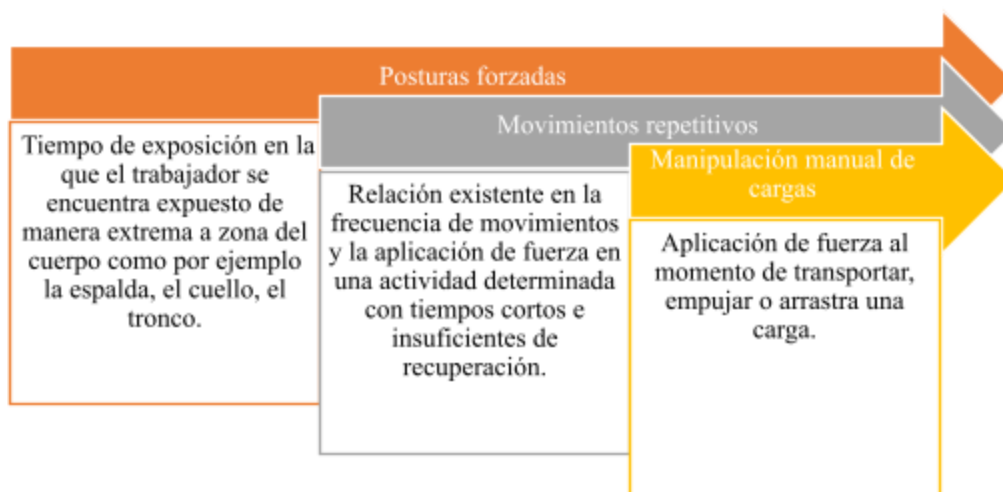 Posturas forzadas
Tiempo de exposición en la
que el trabajador se
encuentra expuesto de
manera extrema a zona del
cuerpo como por ejemplo
la espalda, el cuello, el
tronco.
Movimientos repetitivos
Relación existente en la
frecuencia de movimientos
y la aplicación de fuerza en
una actividad determinada
con tiempos cortos e
insuficientes de
recuperación.
Manipulación manual de
cargas
Aplicación de fuerza al
momento de transportar,
empujar o arrastra una
carga.